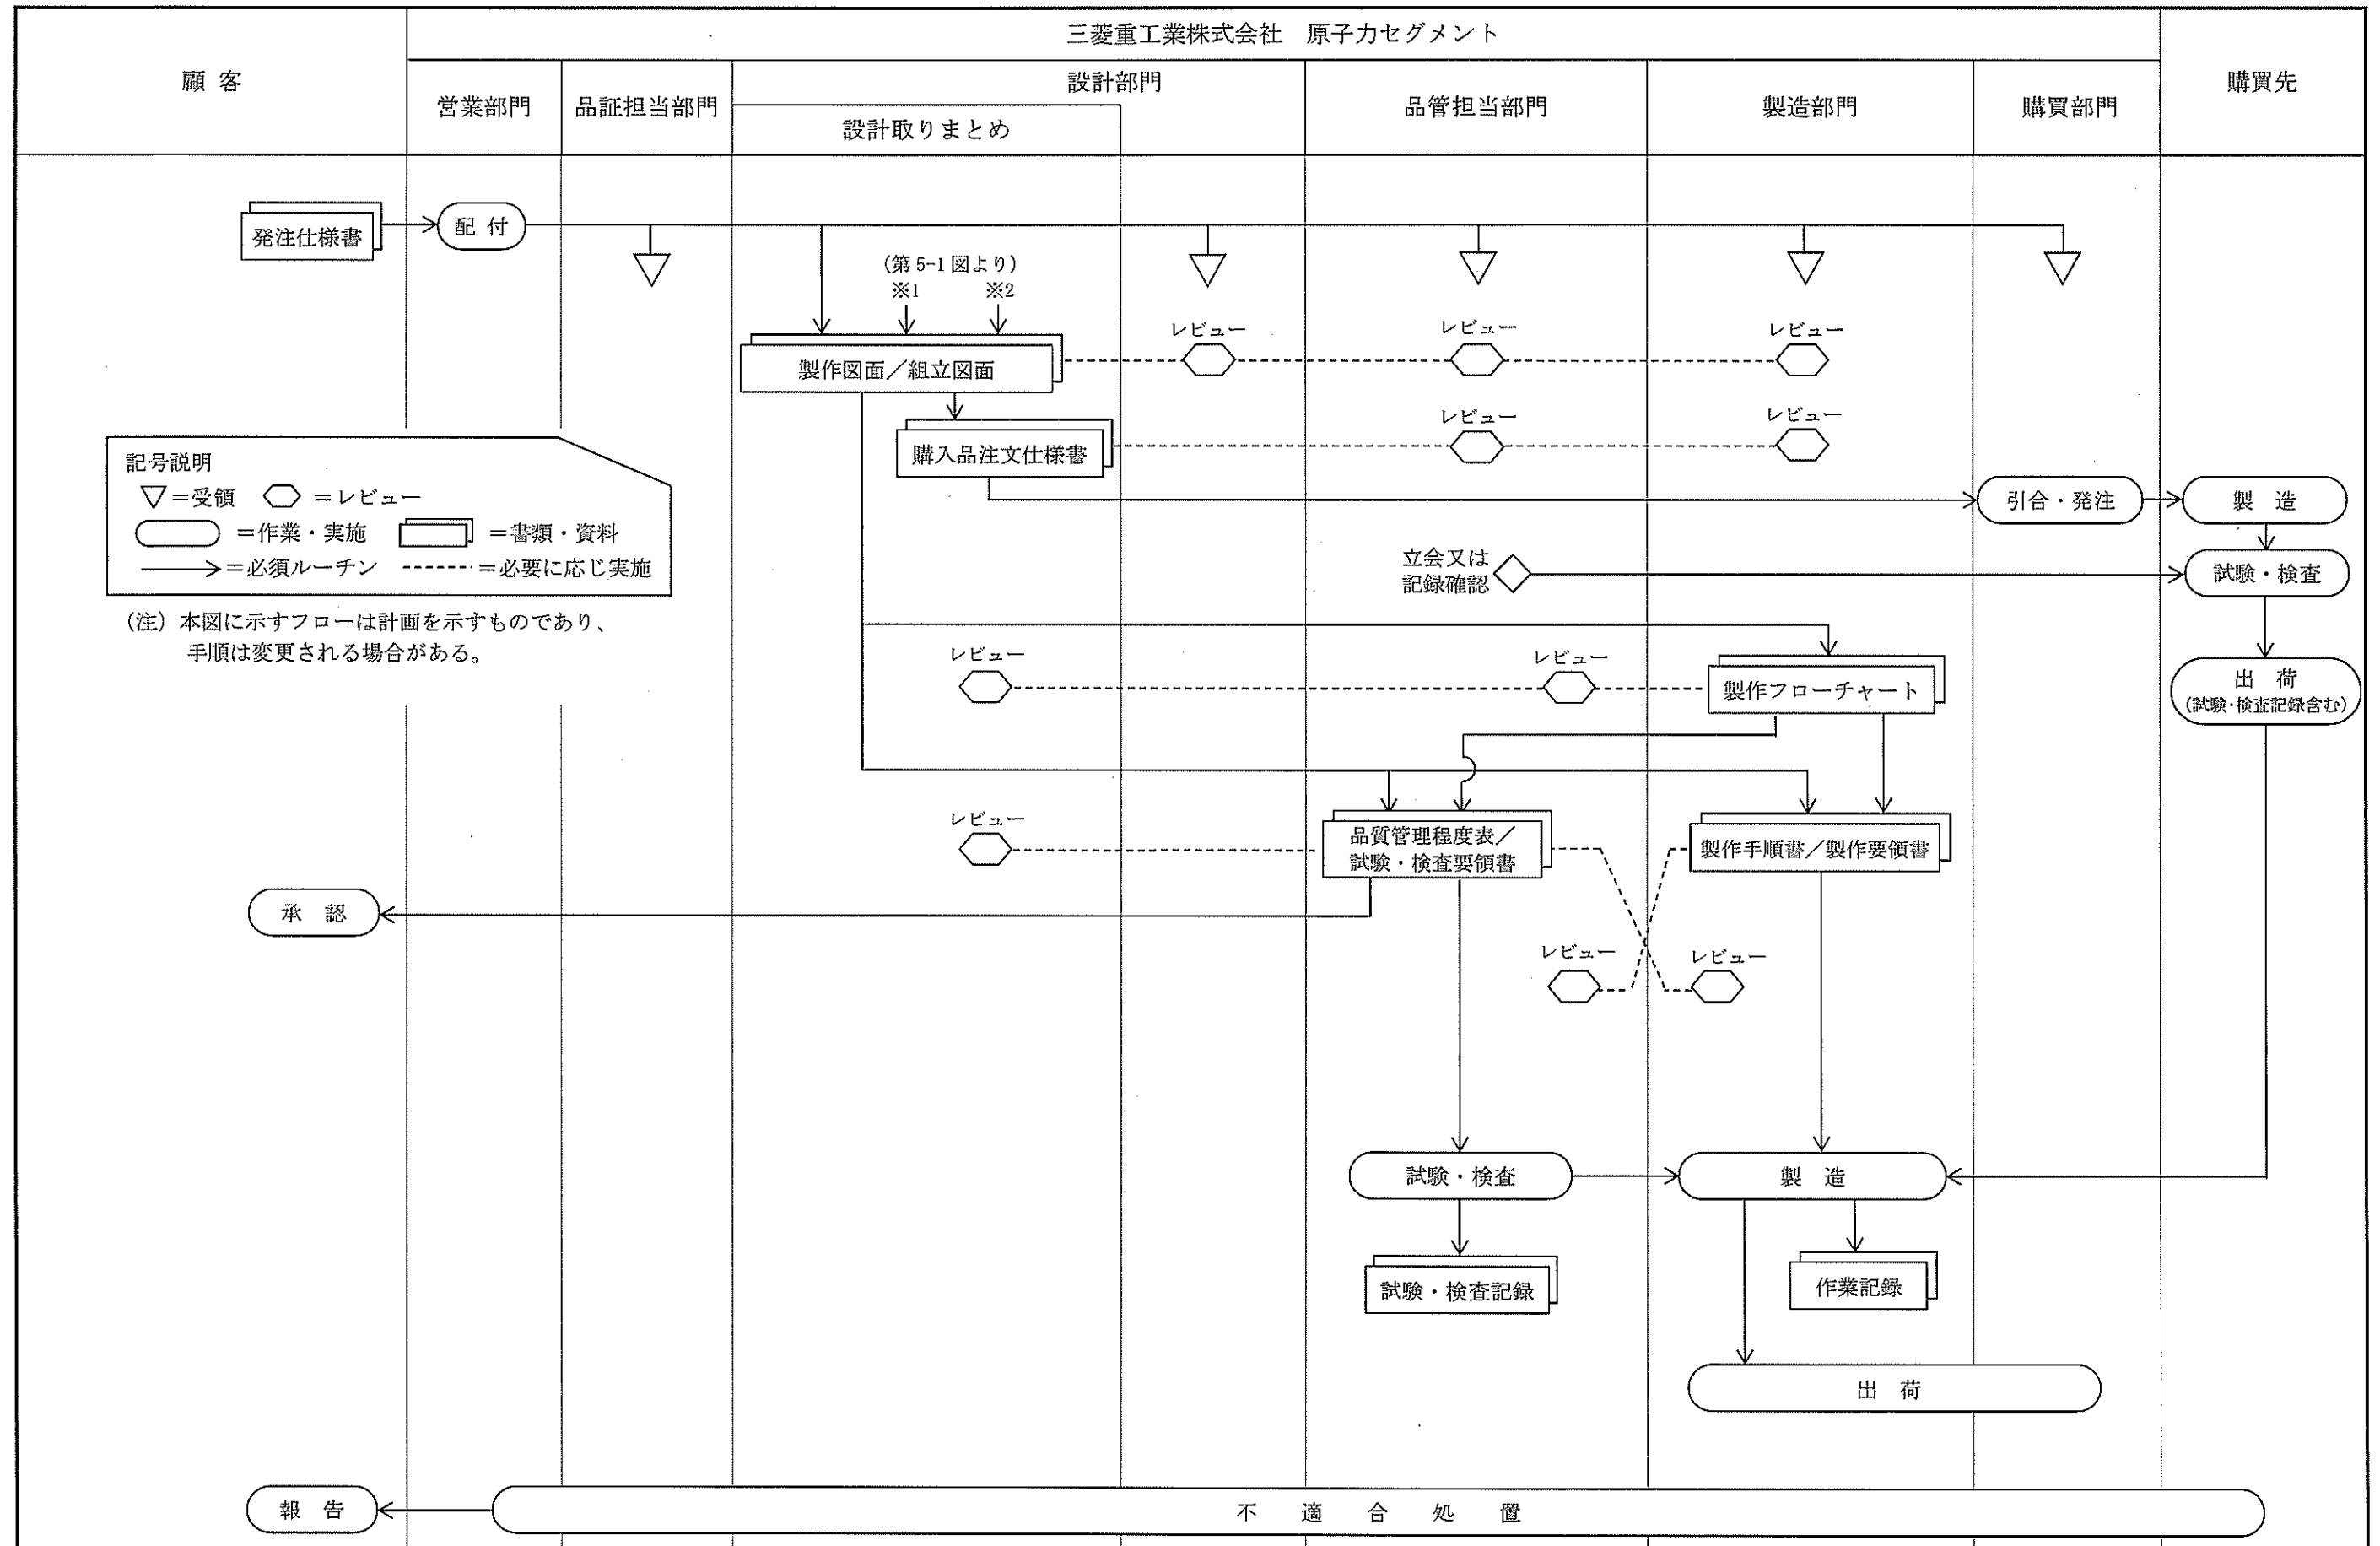 三菱重工業株式会社 原子力セグメント
顧 客
設計部門
購買先
営業部門
品証担当部門
品管担当部門
製造部門
購買部門
設計取りまとめ
発注仕様書
配 付
(第5-1図より)
※1
※2
レビュー
レビュー
レビュー
製作図面/組立図面
レビュー
レビュー
購入品注文仕様書
記号説明
=受領 =レビュー
=作業・実施 =書類・資料
=必須ルーチン =必要に応じ実施
(注) 本図に示すフローは計画を示すものであり、
手順は変更される場合がある。
引合・発注
製 造
立会又は
記録確認
試験・検査
レビュー
レビュー
製作フローチャート
出 荷
(試験・検査記録含む)
レビュー
品質管理程度表/
試験・検査要領書
製作手順書/製作要領書
承 認
レビュー
レビュー
試験・検査
製 造
試験・検査記録
作業記録
出 荷
報 告
不 適 合 処 置